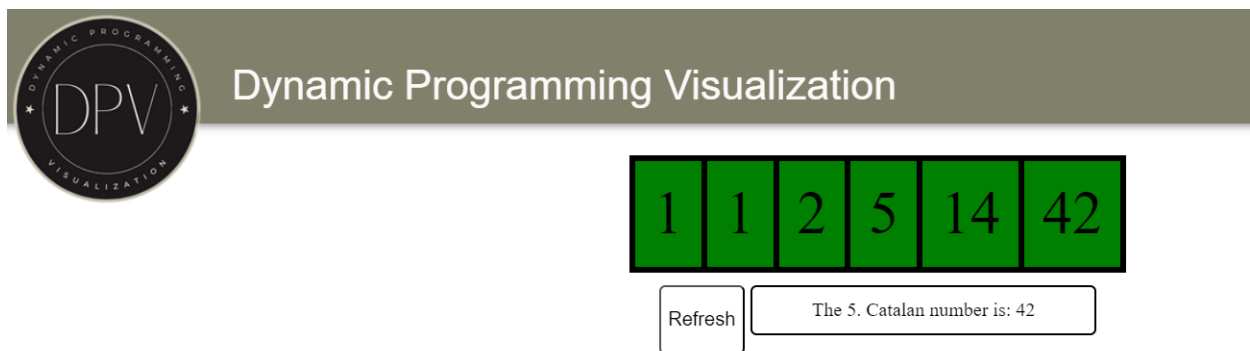 DYNAMIC PROGRAMMING
DPV
VISUALIZATION
Dynamic Programming Visualization
1 1 2 5 14 42
Refresh
The 5. Catalan number is: 42